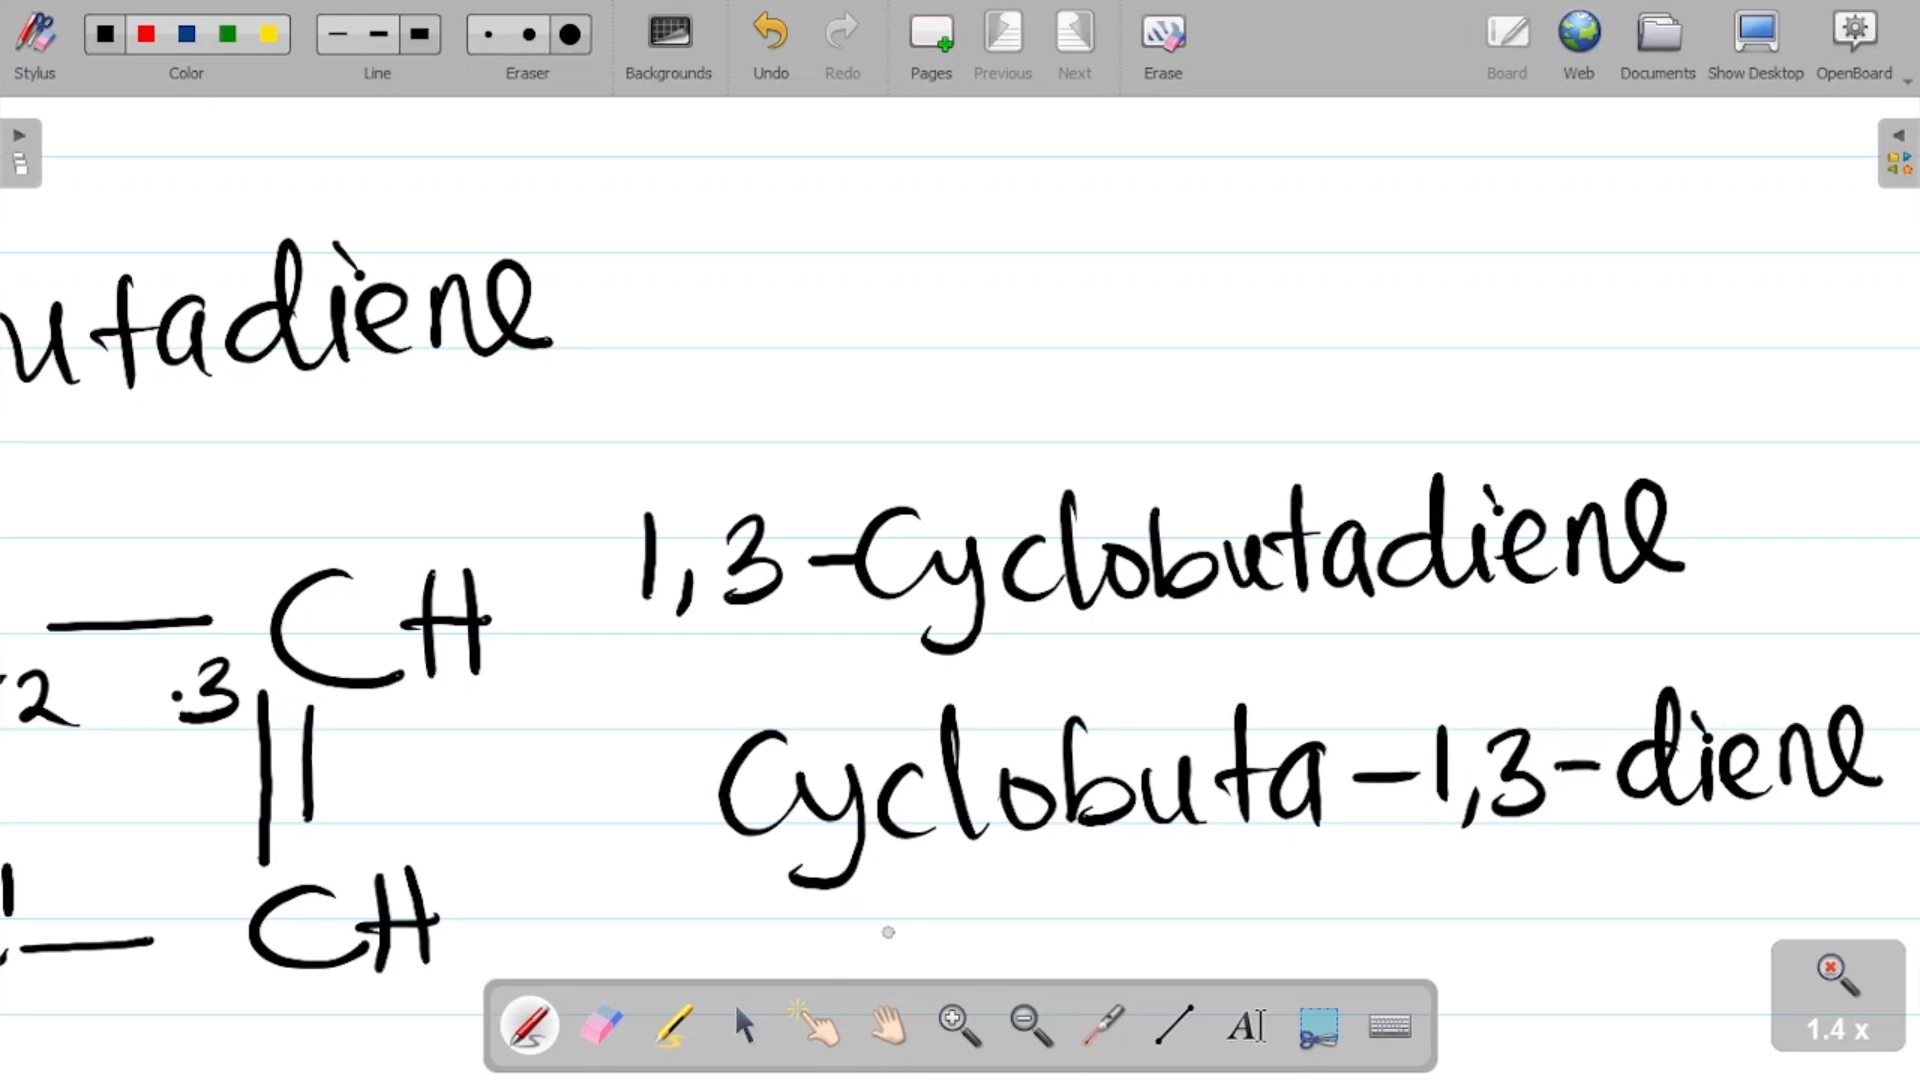 Stylus Color Line Eraser Backgrounds Undo Redo Pages Previous Next Erase Board Web Documents Show Desktop OpenBoard
utadiene
1,3-Cyclobutadiene
CH
2 .3
Cyclobuta-1,3-diene
1
CH
AI
1.4 x